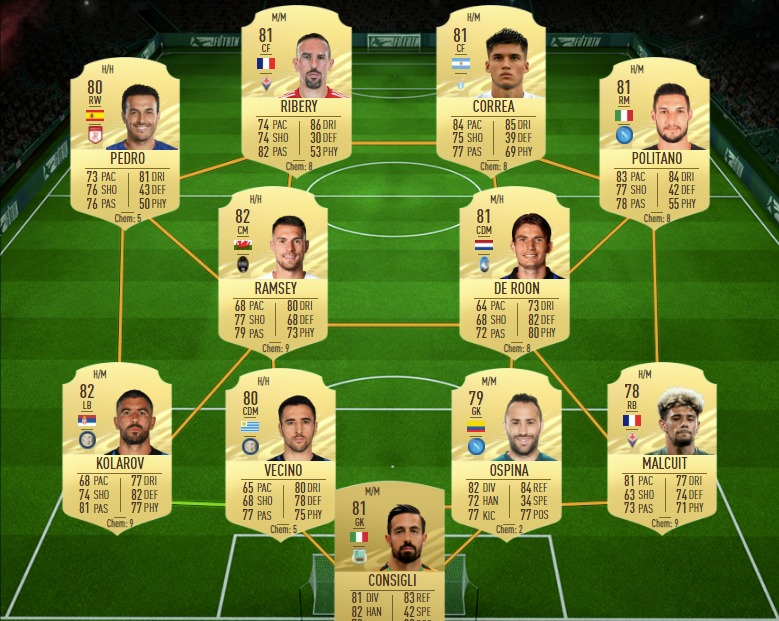 M/M
81
CF
RIBERY
74 PAC 86 DRI
74 SHO 30 DEF
82 PAS 53 PHY
Chem: 8
M/M
81
CF
CORREA
84 PAC 85 DRI
75 SHO 39 DEF
77 PAS 69 PHY
Chem: 8
H/H
80
RW
PEDRO
73 PAC 81 DRI
76 SHO 43 DEF
76 PAS 50 PHY
Chem: 5
H/M
81
RM
POLITANO
83 PAC 84 DRI
77 SHO 42 DEF
78 PAS 55 PHY
Chem: 8
H/H
82
CM
RAMSEY
68 PAC 80 DRI
77 SHO 68 DEF
79 PAS 73 PHY
Chem: 9
M/H
81
CDM
DE ROON
64 PAC 73 DRI
68 SHO 82 DEF
72 PAS 80 PHY
Chem: 8
H/M
82
LB
KOLAROV
68 PAC 77 DRI
74 SHO 82 DEF
81 PAS 77 PHY
Chem: 9
H/H
80
CDM
VECINO
65 PAC 80 DRI
68 SHO 78 DEF
77 PAS 75 PHY
Chem: 5
M/M
79
GK
OSPINA
82 DIV 84 REF
72 HAN 34 SPE
77 KIC 77 POS
Chem: 2
H/M
78
RB
MALCUIT
81 PAC 77 DRI
63 SHO 74 DEF
73 PAS 71 PHY
Chem: 9
M/M
81
GK
CONSIGLI
81 DIV 83 REF
82 HAN 42 SPE